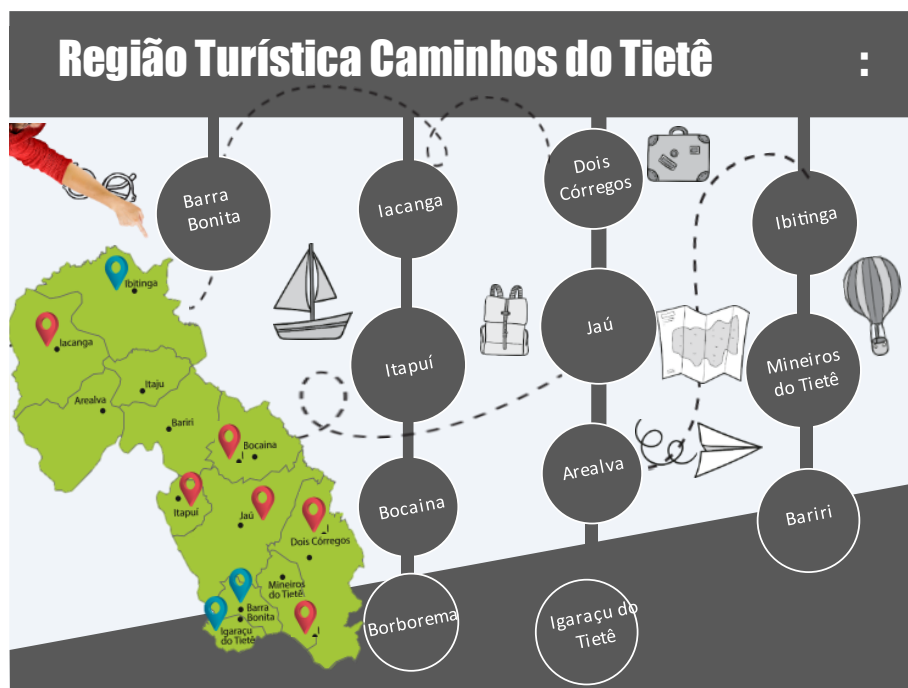 Região Turística Caminhos do Tietê :
Barra
Bonita
Iacanga
Itapuí
Bocaina
Borborema
Dois
Córregos
Jaú
Arealva
Igaraçu do
Tietê
Ibitinga
Mineiros
do Tietê
Bariri
Ibitinga
Iacanga
Itaju
Arealva
Bariri
Bocaina
Itapuí
Jaú
Dois Córregos
Mineiros
do Tietê
Barra
Bonita
Igaraçu
do Tietê